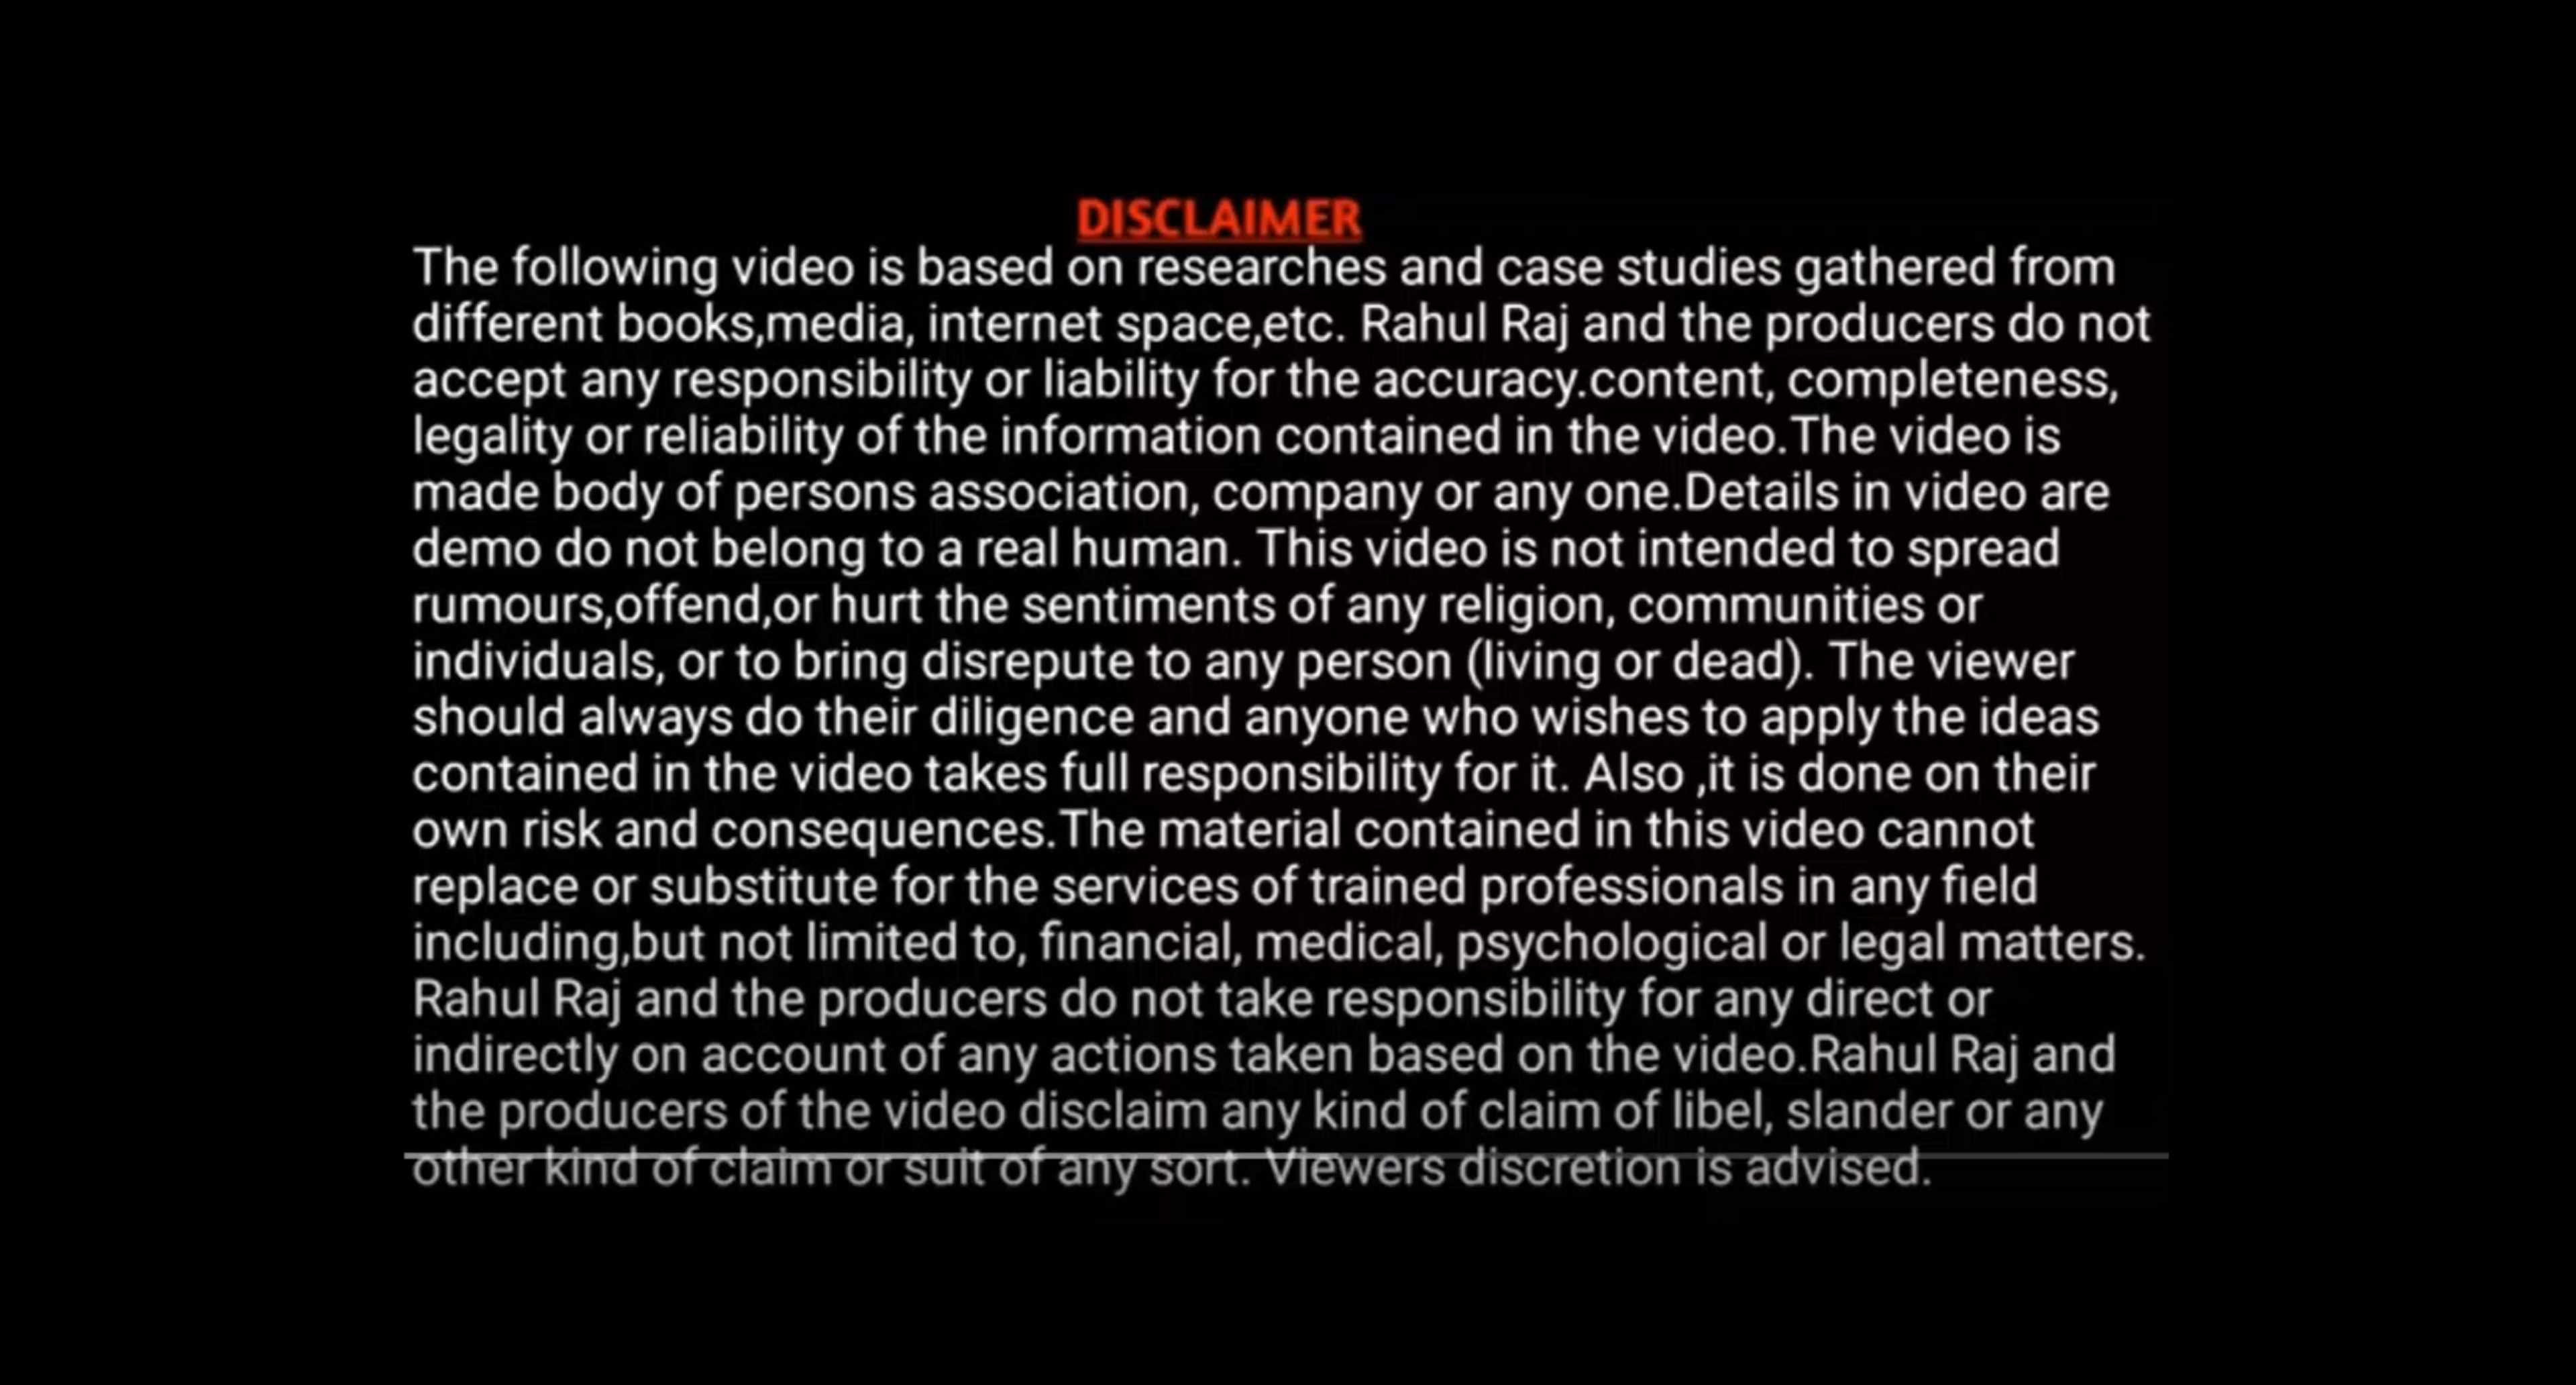 DISCLAIMER
The following video is based on researches and case studies gathered from
different books,media, internet space,etc. Rahul Raj and the producers do not
accept any responsibility or liability for the accuracy.content, completeness,
legality or reliability of the information contained in the video.The video is
made body of persons association, company or any one.Details in video are
demo do not belong to a real human. This video is not intended to spread
rumours,offend,or hurt the sentiments of any religion, communities or
individuals, or to bring disrepute to any person (living or dead). The viewer
should always do their diligence and anyone who wishes to apply the ideas
contained in the video takes full responsibility for it. Also ,it is done on their
own risk and consequences.The material contained in this video cannot
replace or substitute for the services of trained professionals in any field
including,but not limited to, financial, medical, psychological or legal matters.
Rahul Raj and the producers do not take responsibility for any direct or
indirectly on account of any actions taken based on the video.Rahul Raj and
the producers of the video disclaim any kind of claim of libel, slander or any
other kind of claim or suit of any sort. Viewers discretion is advised.